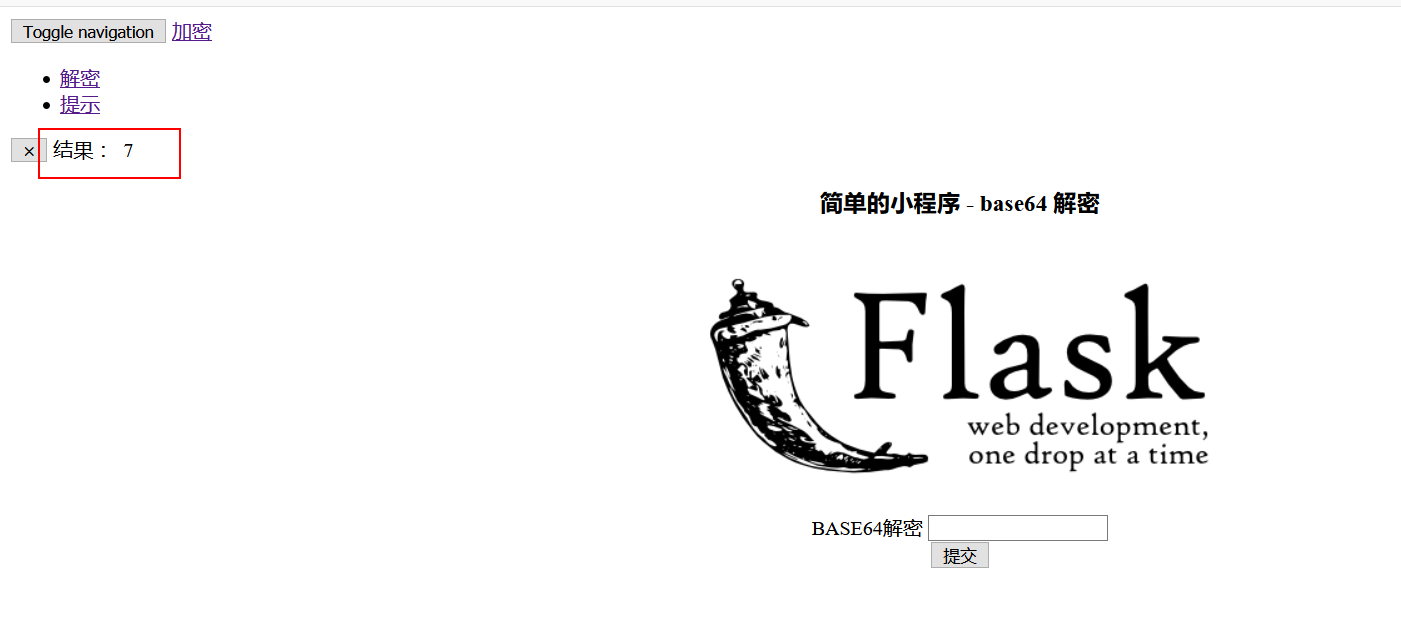 Toggle navigation 加密
解密
提示
× 结果： 7
简单的小程序 - base64 解密
Flask
web development,
one drop at a time
BASE64解密
提交